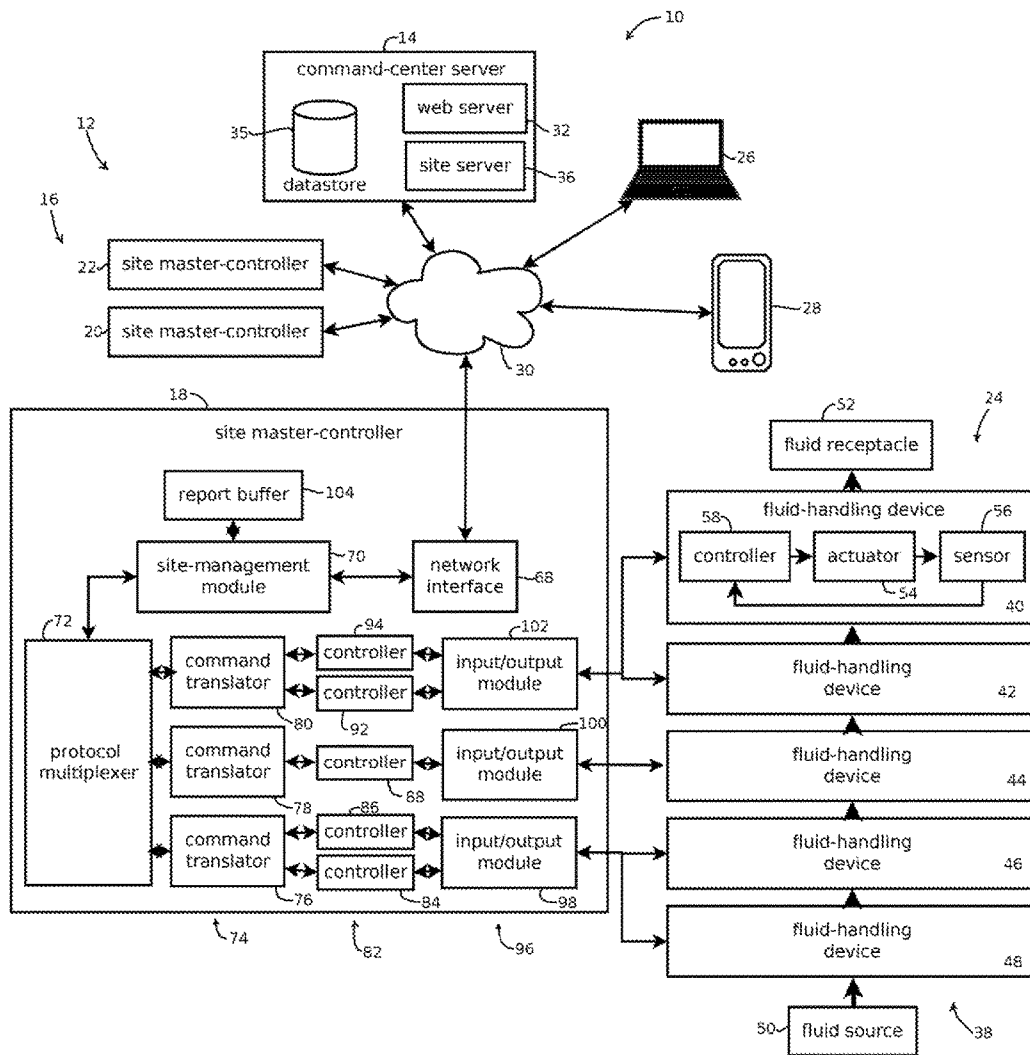 10
14
command-center server
web server
35
32
12
site server
26
36
datastore
16
22
site master-controller
28
20
site master-controller
30
18
52
24
site master-controller
fluid receptacle
report buffer
104
fluid-handling device
58
56
70
controller
actuator
sensor
site-management
module
network
interface
68
54
40
72
94
102
command
translator
controller
input/output
module
fluid-handling
device
controller
42
80
92
100
protocol
multiplexer
command
translator
controller
input/output
module
fluid-handling
device
44
78
88
86
command
translator
controller
input/output
module
fluid-handling
device
controller
46
76
84
98
74
82
96
fluid-handling
device
48
50
fluid source
38